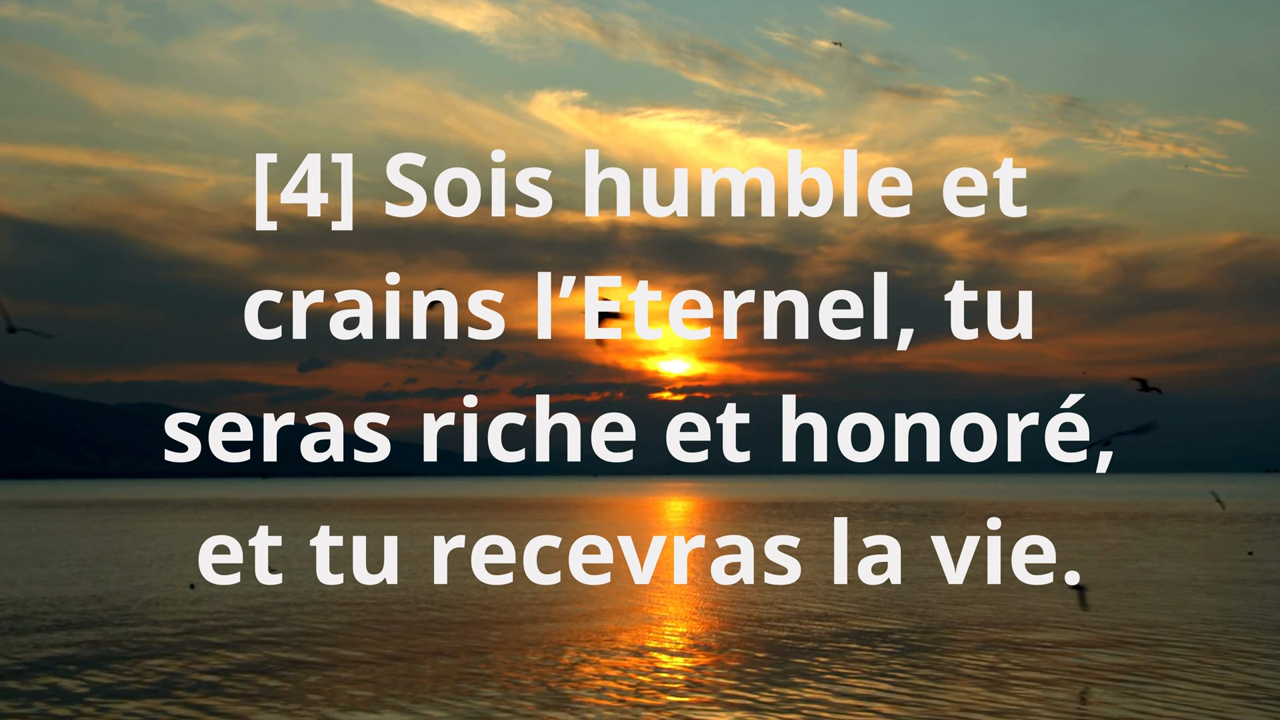 [4] Sois humble et
crains l’Eternel, tu
seras riche et honoré,
et tu recevras la vie.